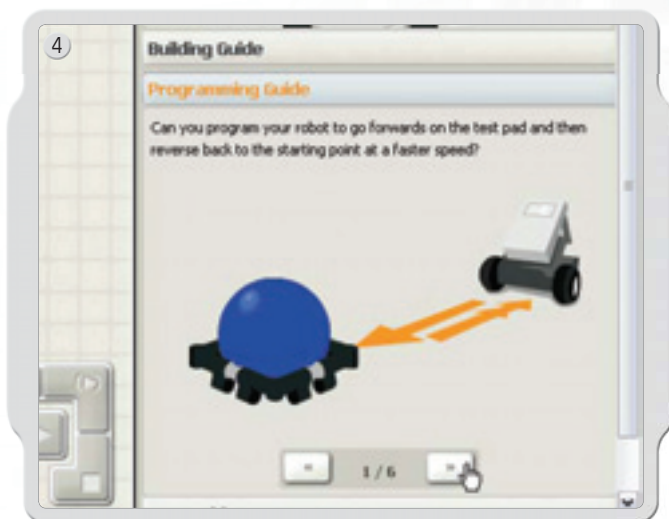 4
Building Guide
Programming Guide
Can you program your robot to go forwards on the test pad and then
reverse back to the starting point at a faster speed?
« 1 / 6 »